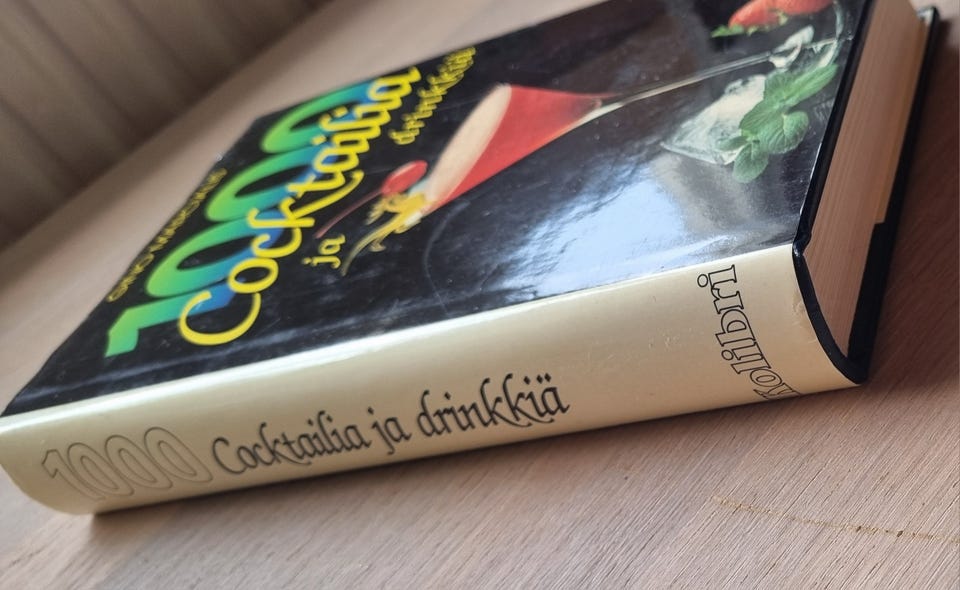 1000
Cocktailia
ja drinkkiä
1000 Cocktailia ja drinkkiä
Kolibri